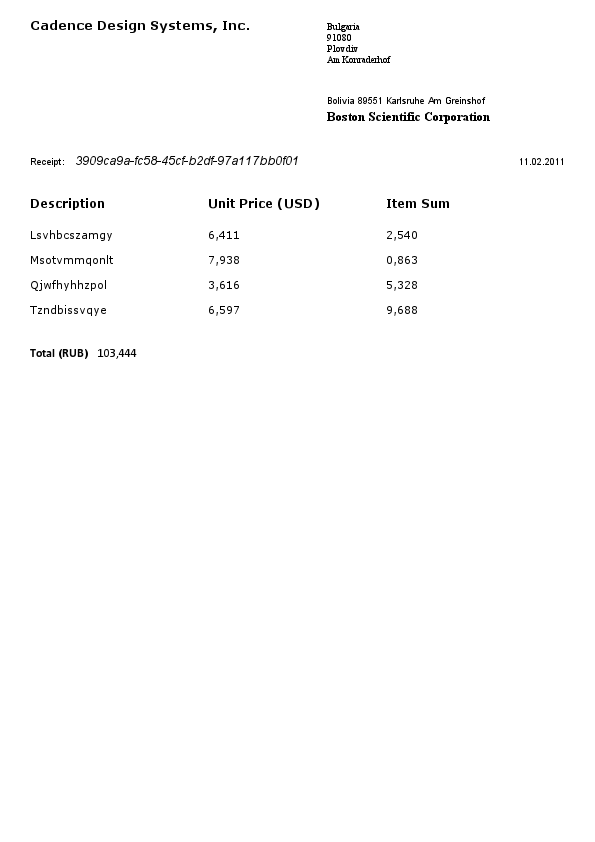 Cadence Design Systems, Inc.
Bulgaria
91080
Plovdiv
Am Konraderhof
Bolivia 89551 Karlsruhe Am Greinshof
Boston Scientific Corporation
Receipt: 3909ca9a-fc58-45cf-b2df-97a117bb0f01 11.02.2011
Description Unit Price (USD) Item Sum
Lsvhbcszamgy 6,411 2,540
Msotvmmqonlt 7,938 0,863
Qjwfhyhhzpol 3,616 5,328
Tzndbissvqye 6,597 9,688
Total (RUB) 103,444